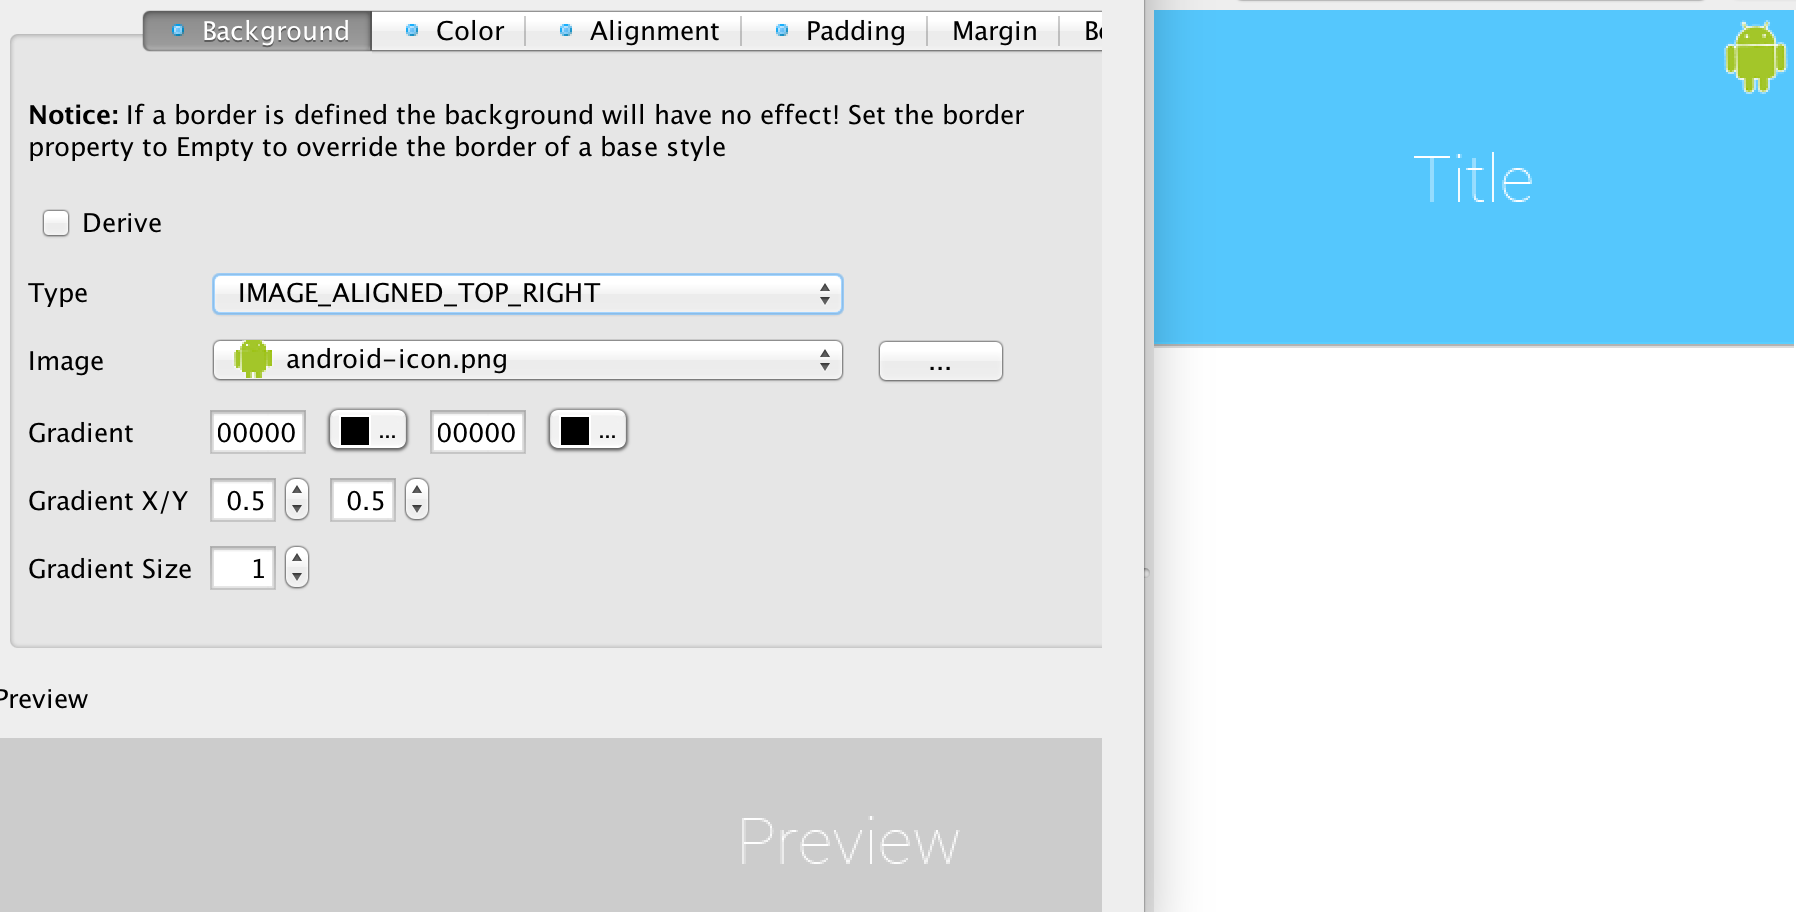 Background Color Alignment Padding Margin
Notice: If a border is defined the background will have no effect! Set the border
property to Empty to override the border of a base style
Derive
Type IMAGE_ALIGNED_TOP_RIGHT
Image android-icon.png ...
Gradient 00000 ... 00000 ...
Gradient X/Y 0.5 0.5
Gradient Size 1
Preview
Preview
Title